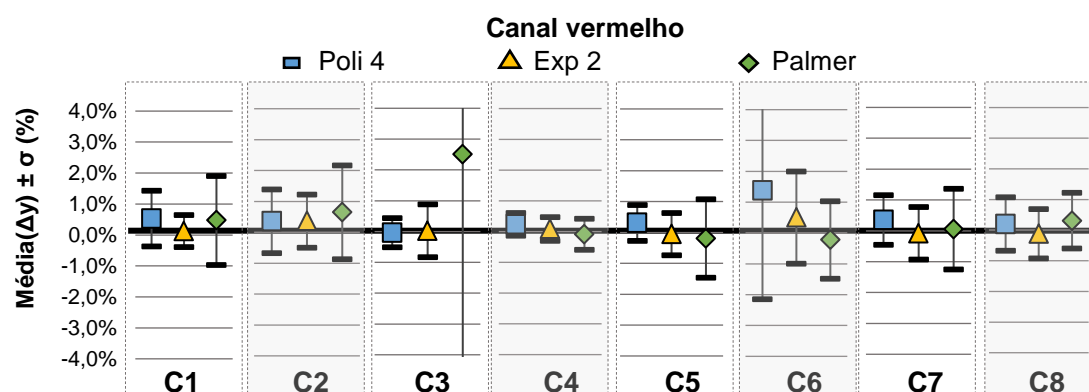 Canal vermelho
Poli 4 Exp 2 Palmer
Média(Δy) ± σ (%)
4,0%
3,0%
2,0%
1,0%
0,0%
-1,0%
-2,0%
-3,0%
-4,0%
C1 C2 C3 C4 C5 C6 C7 C8